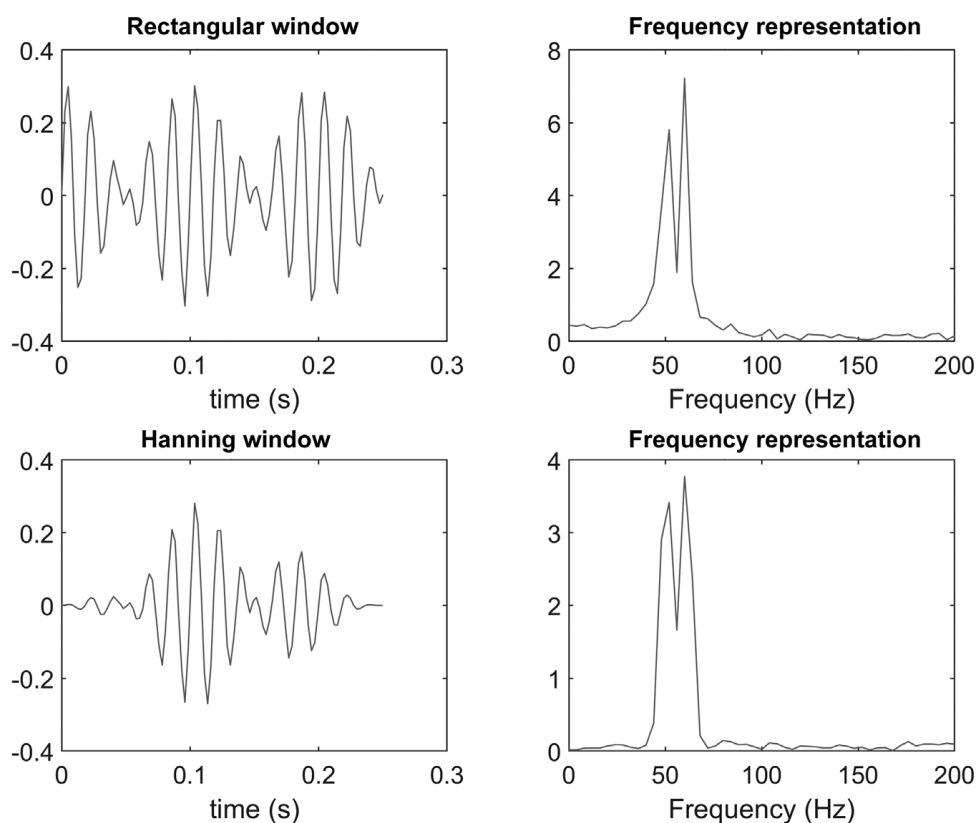 Rectangular window
0.4
0.2
0
-0.2
-0.4
0 0.1 0.2 0.3
time (s)
Frequency representation
8
6
4
2
0
0 50 100 150 200
Frequency (Hz)
Hanning window
0.4
0.2
0
-0.2
-0.4
0 0.1 0.2 0.3
time (s)
Frequency representation
4
3
2
1
0
0 50 100 150 200
Frequency (Hz)